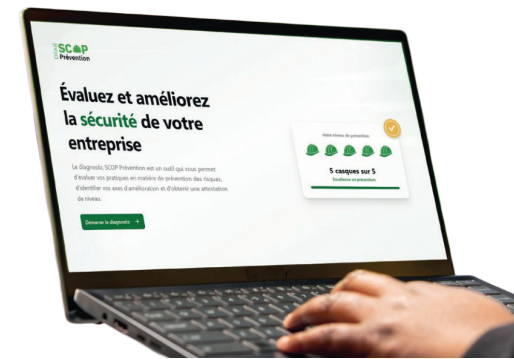 SCOP
Prévention
Évaluez et améliorez
la sécurité de votre
entreprise
Le diagnostic SCOP Prévention est un outil qui vous permet
d'évaluer vos pratiques en matière de prévention des risques,
d'identifier vos axes d'amélioration et d'obtenir une attestation
de niveau.
Démarrer le diagnostic →
Votre niveau de prévention
5 casques sur 5
Excellence en prévention